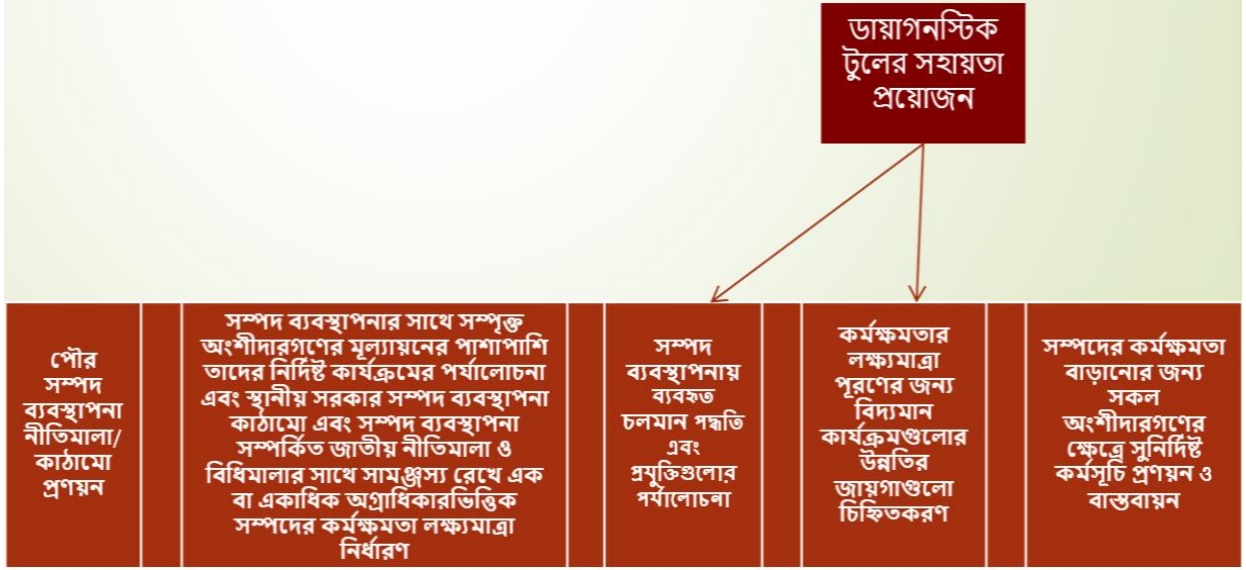 ডায়াগনস্টিক
টুলের সহায়তা
প্রয়োজন
পৌর
সম্পদ
ব্যবস্থাপনা
নীতিমালা/
কাঠামো
প্রণয়ন
সম্পদ ব্যবস্থাপনার সাথে সম্পৃক্ত
অংশীদারগণের মূল্যায়নের পাশাপাশি
তাদের নির্দিষ্ট কার্যক্রমের পর্যালোচনা
এবং স্থানীয় সরকার সম্পদ ব্যবস্থাপনা
কাঠামো এবং সম্পদ ব্যবস্থাপনা
সম্পর্কিত জাতীয় নীতিমালা ও
বিধিমালার সাথে সামঞ্জস্য রেখে এক
বা একাধিক অগ্রাধিকারভিত্তিক
সম্পদের কর্মক্ষমতা লক্ষ্যমাত্রা
নির্ধারণ
সম্পদ
ব্যবস্থাপনায়
ব্যবহৃত
চলমান পদ্ধতি
এবং
প্রযুক্তিগুলোর
পর্যালোচনা
কর্মক্ষমতার
লক্ষ্যমাত্রা
পূরণের জন্য
বিদ্যমান
কার্যক্রমগুলোর
উন্নতির
জায়গাগুলো
চিহ্নিতকরণ
সম্পদের কর্মক্ষমতা
বাড়ানোর জন্য
সকল
অংশীদারগণের
ক্ষেত্রে সুনির্দিষ্ট
কর্মসূচি প্রণয়ন ও
বাস্তবায়ন